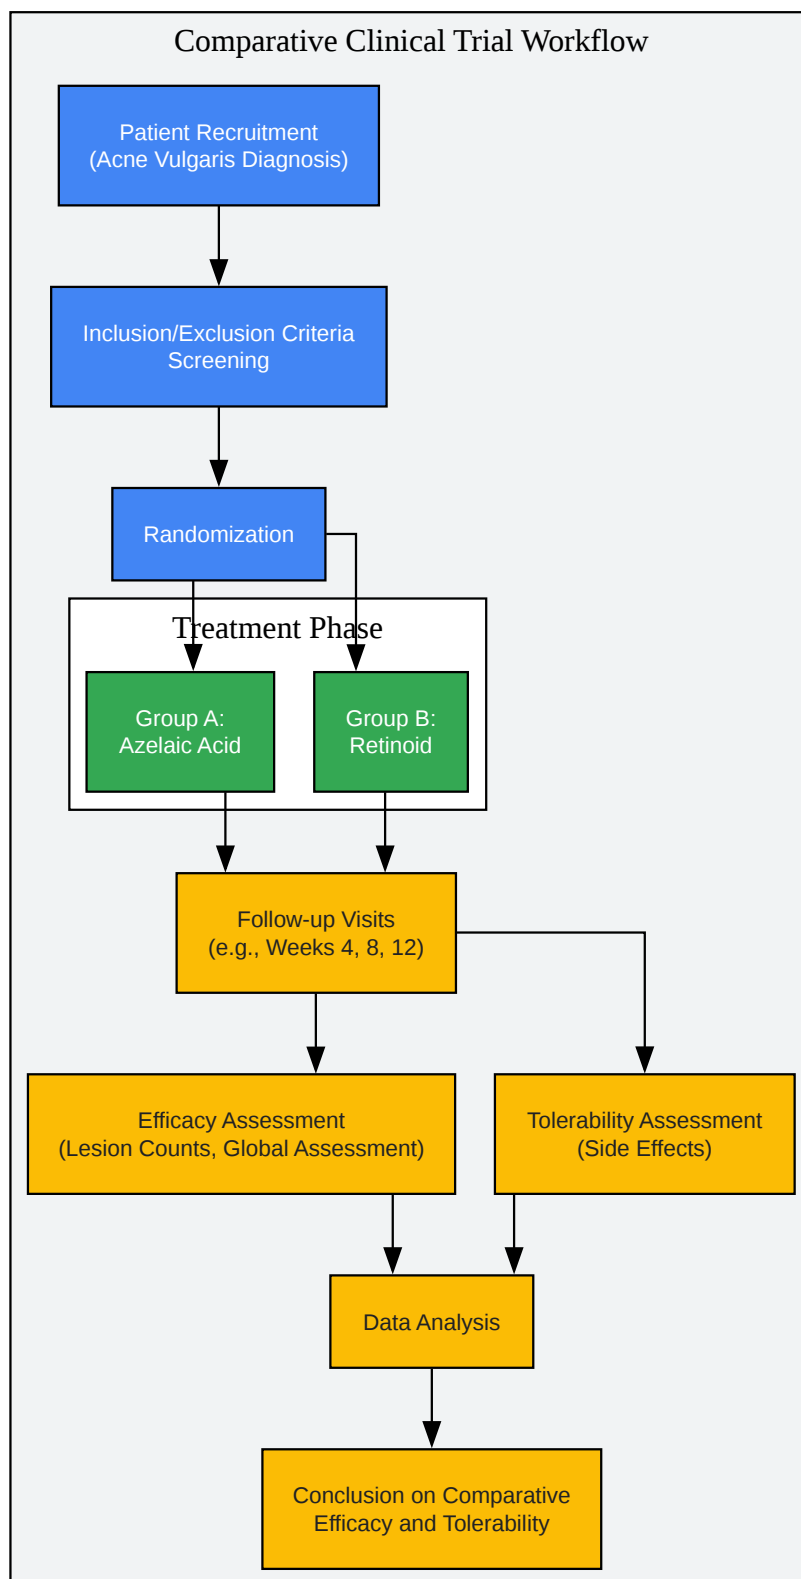 Comparative Clinical Trial Workflow
Patient Recruitment
(Acne Vulgaris Diagnosis)
Inclusion/Exclusion Criteria
Screening
Randomization
Treatment Phase
Group A:
Azelaic Acid
Group B:
Retinoid
Follow-up Visits
(e.g., Weeks 4, 8, 12)
Efficacy Assessment
(Lesion Counts, Global Assessment)
Tolerability Assessment
(Side Effects)
Data Analysis
Conclusion on Comparative
Efficacy and Tolerability